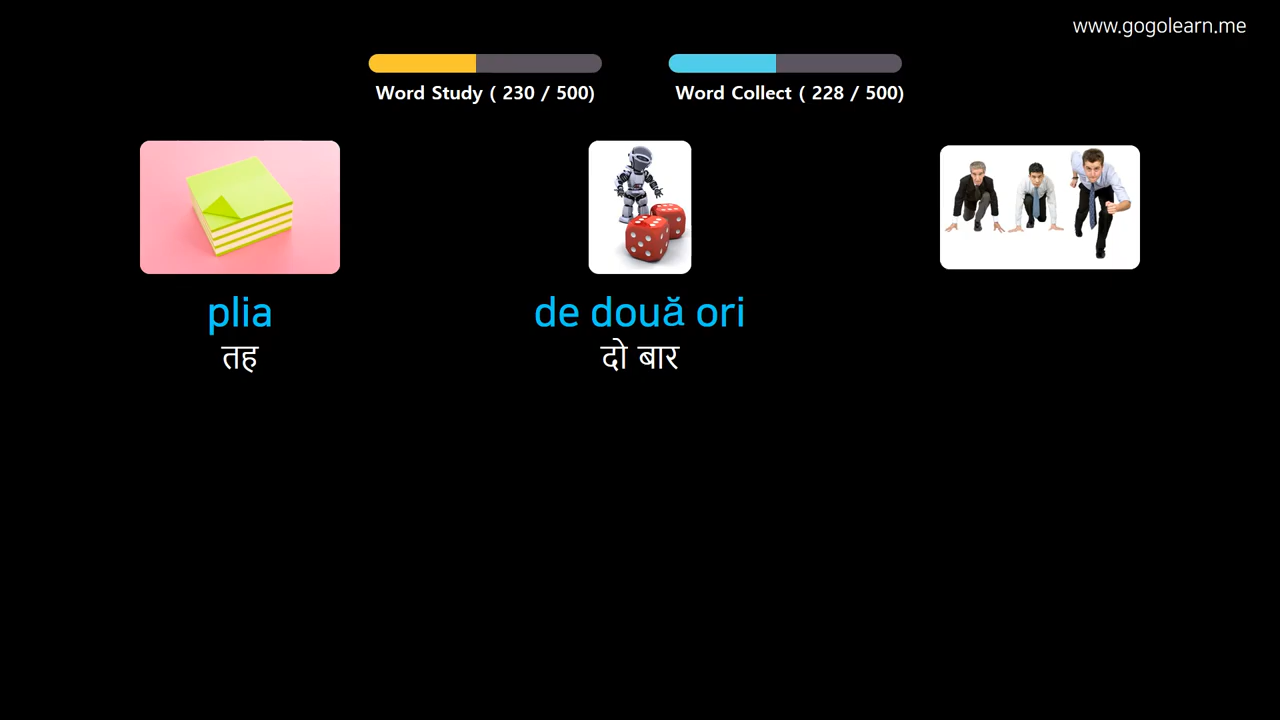 www.gogolearn.me
Word Study ( 230 / 500)
Word Collect ( 228 / 500)
plia
तह
de două ori
दो बार